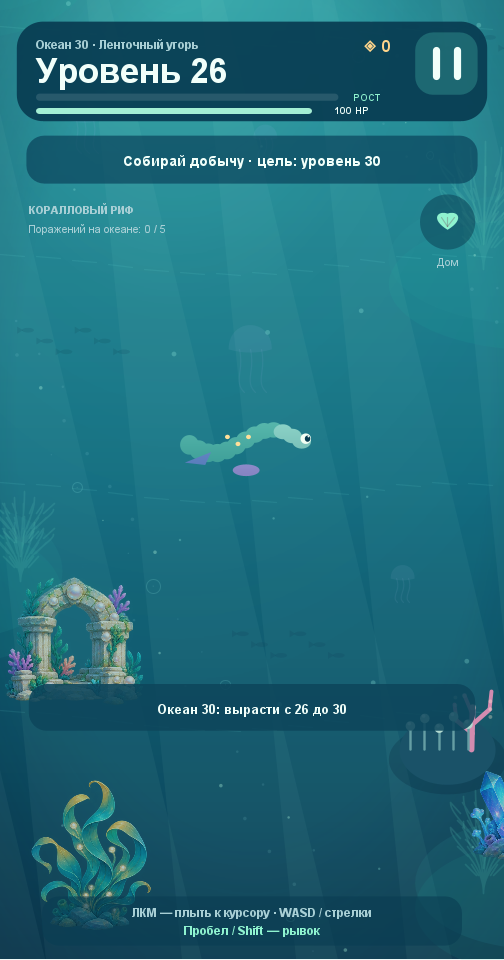 Океан 30 · Ленточный угорь
0
Уровень 26
РОСТ
100 HP
Собирай добычу · цель: уровень 30
КОРАЛЛОВЫЙ РИФ
Поражений на океане: 0 / 5
Дом
Океан 30: вырасти с 26 до 30
ЛКМ — плыть к курсору · WASD / стрелки
Пробел / Shift — рывок